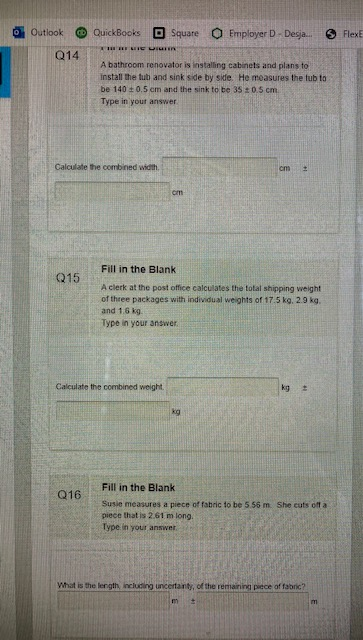 Outlook QuickBooks Square Employer D - Desja... FlexE
Q14
Fill in the Blank
A bathroom renovator is installing cabinets and plans to
install the tub and sink side by side. He measures the tub to
be 140 ± 0.5 cm and the sink to be 35 ± 0.5 cm.
Type in your answer.
Calculate the combined width. cm ±
cm
Q15
Fill in the Blank
A clerk at the post office calculates the total shipping weight
of three packages with individual weights of 17.5 kg, 2.9 kg,
and 1.6 kg.
Type in your answer.
Calculate the combined weight. kg ±
kg
Q16
Fill in the Blank
Susie measures a piece of fabric to be 5.56 m. She cuts off a
piece that is 2.61 m long.
Type in your answer.
What is the length, including uncertainty, of the remaining piece of fabric?
m ± m